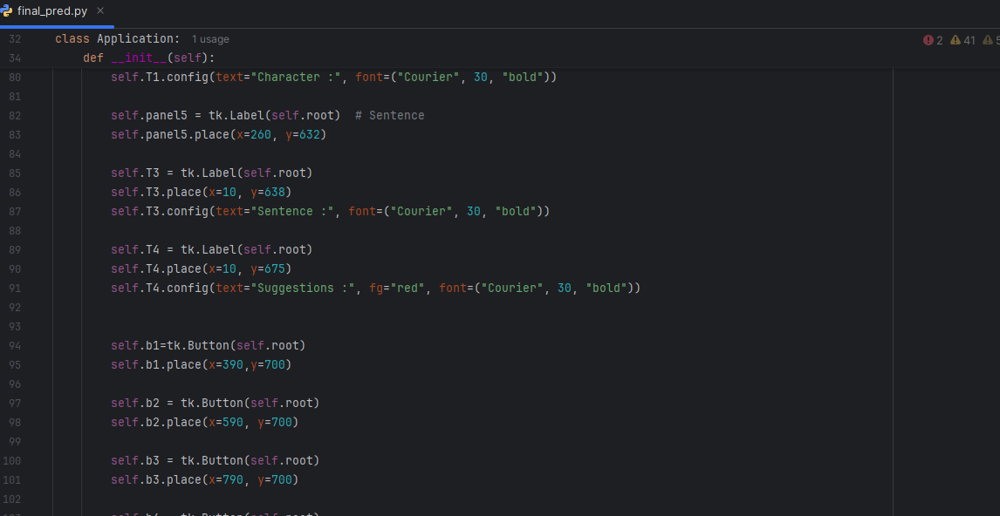 final_pred.py ×
32 class Application: 1 usage
2 41 5
34 def __init__(self):
80 self.T1.config(text="Character :", font=("Courier", 30, "bold"))
81
82 self.panel5 = tk.Label(self.root)  # Sentence
83 self.panel5.place(x=260, y=632)
84
85 self.T3 = tk.Label(self.root)
86 self.T3.place(x=10, y=638)
87 self.T3.config(text="Sentence :", font=("Courier", 30, "bold"))
88
89 self.T4 = tk.Label(self.root)
90 self.T4.place(x=10, y=675)
91 self.T4.config(text="Suggestions :", fg="red", font=("Courier", 30, "bold"))
92
93
94 self.b1=tk.Button(self.root)
95 self.b1.place(x=390,y=700)
96
97 self.b2 = tk.Button(self.root)
98 self.b2.place(x=590, y=700)
99
100 self.b3 = tk.Button(self.root)
101 self.b3.place(x=790, y=700)
102